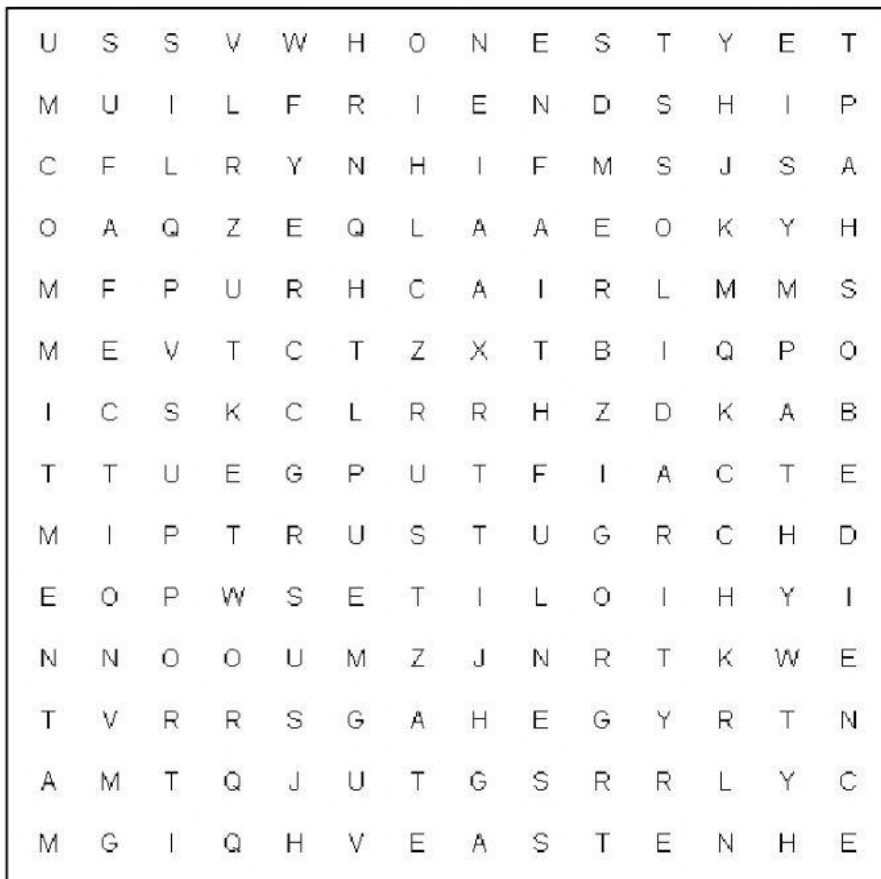 U S S V W H O N E S T Y E T
M U I L F R I E N D S H I P
C F L R Y N H I F M S J S A
O A Q Z E Q L A A E O K Y H
M F P U R H C A I R L M M S
M E V T C T Z X T B I Q P O
I C S K C L R R H Z D K A B
T T U E G P U T F I A C T E
M I P T R U S T U G R C H D
E O P W S E T I L O I H Y I
N N O O U M Z J N R T K W E
T V R R S G A H E G Y R T N
A M T Q J U T G S R R L Y C
M G I Q H V E A S T E N H E